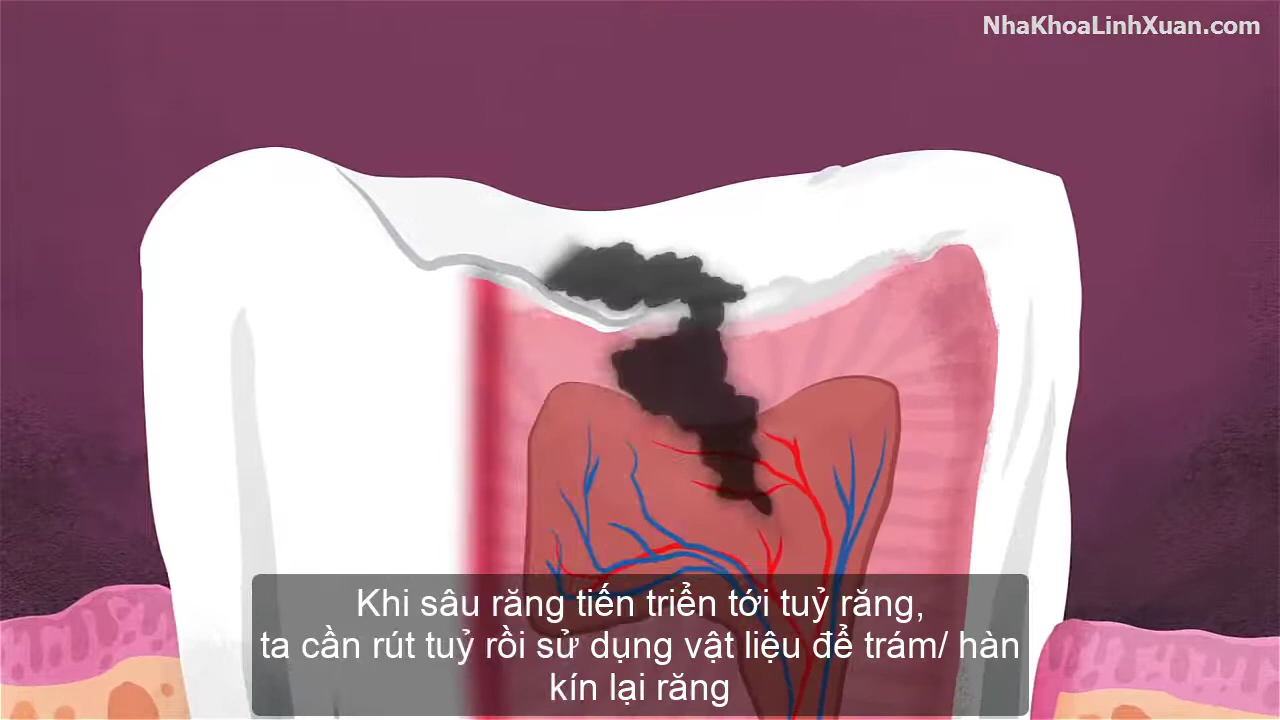 NhaKhoaLinhXuan.com
Khi sâu răng tiến triển tới tuỷ răng,
ta cần rút tuỷ rồi sử dụng vật liệu để trám/ hàn
kín lại răng